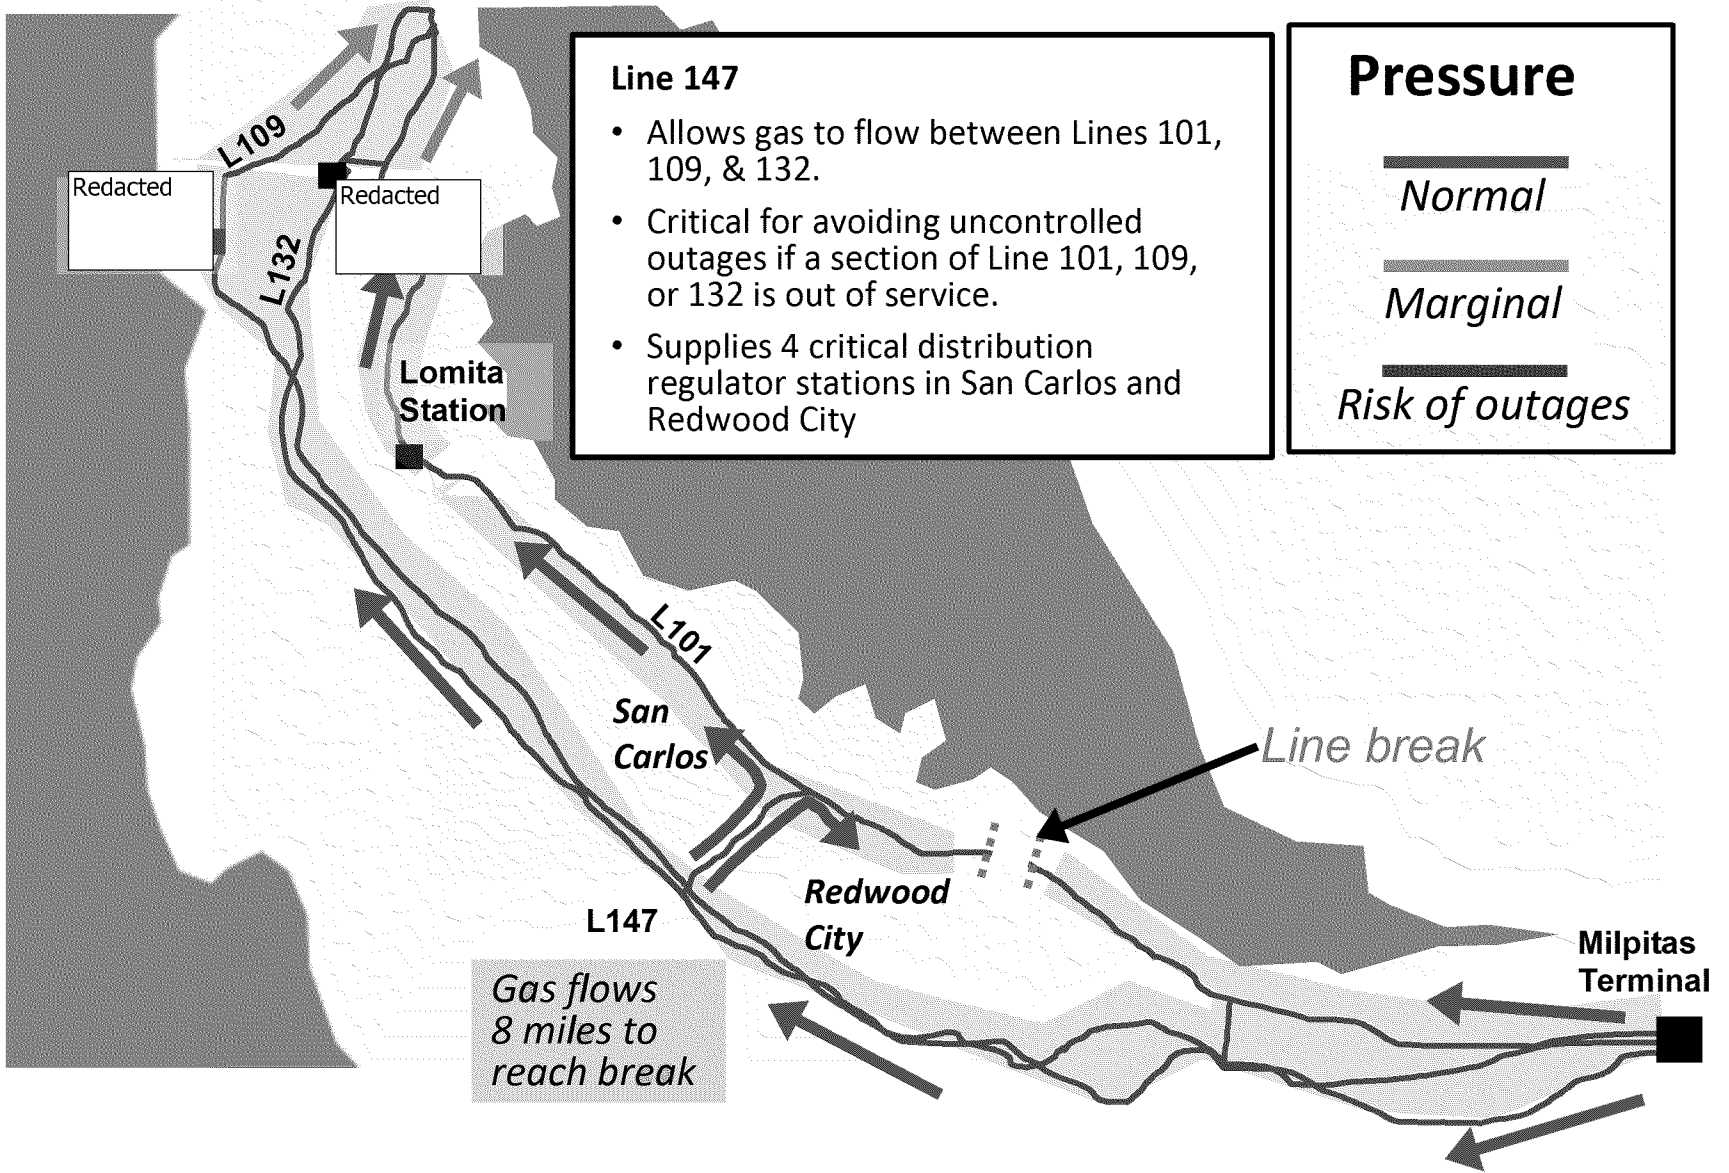 Line 147
• Allows gas to flow between Lines 101,
109, & 132.
• Critical for avoiding uncontrolled
outages if a section of Line 101, 109,
or 132 is out of service.
• Supplies 4 critical distribution
regulator stations in San Carlos and
Redwood City
Pressure
Normal
Marginal
Risk of outages
L109
Redacted
Redacted
L132
Lomita
Station
L101
San
Carlos
Line break
Redwood
City
L147
Gas flows
8 miles to
reach break
Milpitas
Terminal